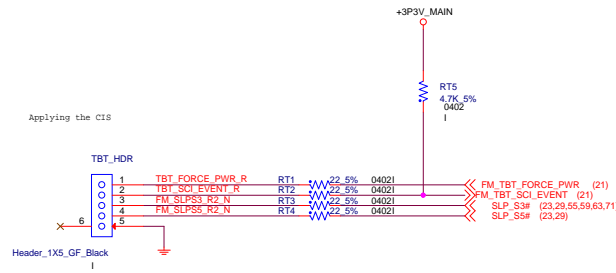 +3P3V_MAIN
RT5
4.7K_5%
0402
I
Applying the CIS
TBT_HDR
1 TBT_FORCE_PWR_R RT1 22_5% 0402I FM_TBT_FORCE_PWR (21)
2 TBT_SCI_EVENT_R RT2 22_5% 0402I FM_TBT_SCI_EVENT (21)
3 FM_SLPS3_R2_N RT3 22_5% 0402I SLP_S3# (23,29,55,59,63,71
4 FM_SLPS5_R2_N RT4 22_5% 0402I SLP_S5# (23,29)
6 5
Header_1X5_GF_Black
I